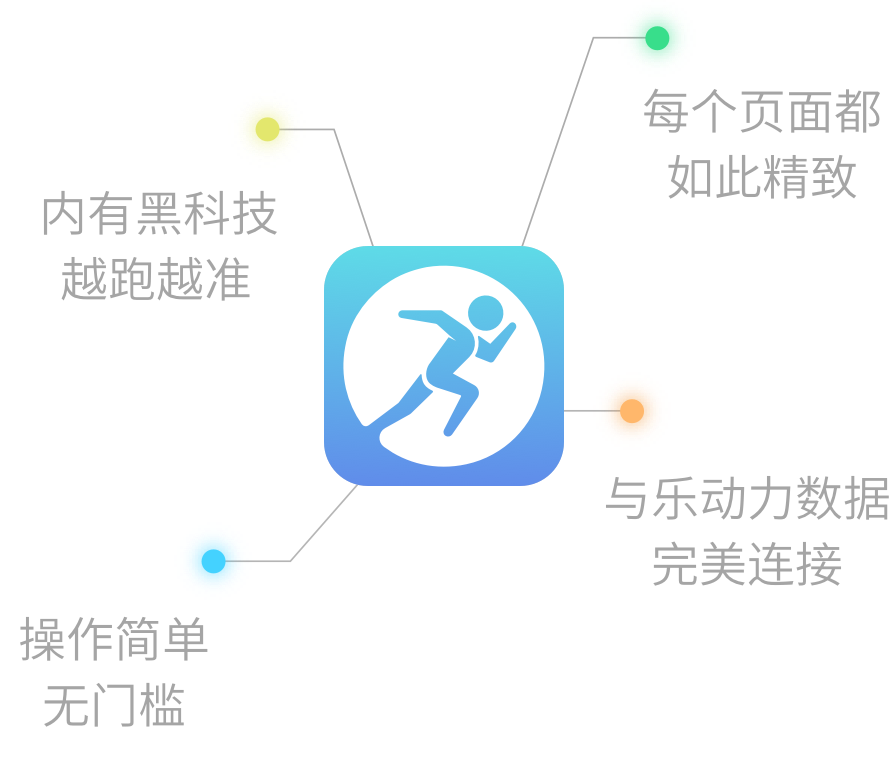 每个页面都
如此精致
内有黑科技
越跑越准
与乐动力数据
完美连接
操作简单
无门槛